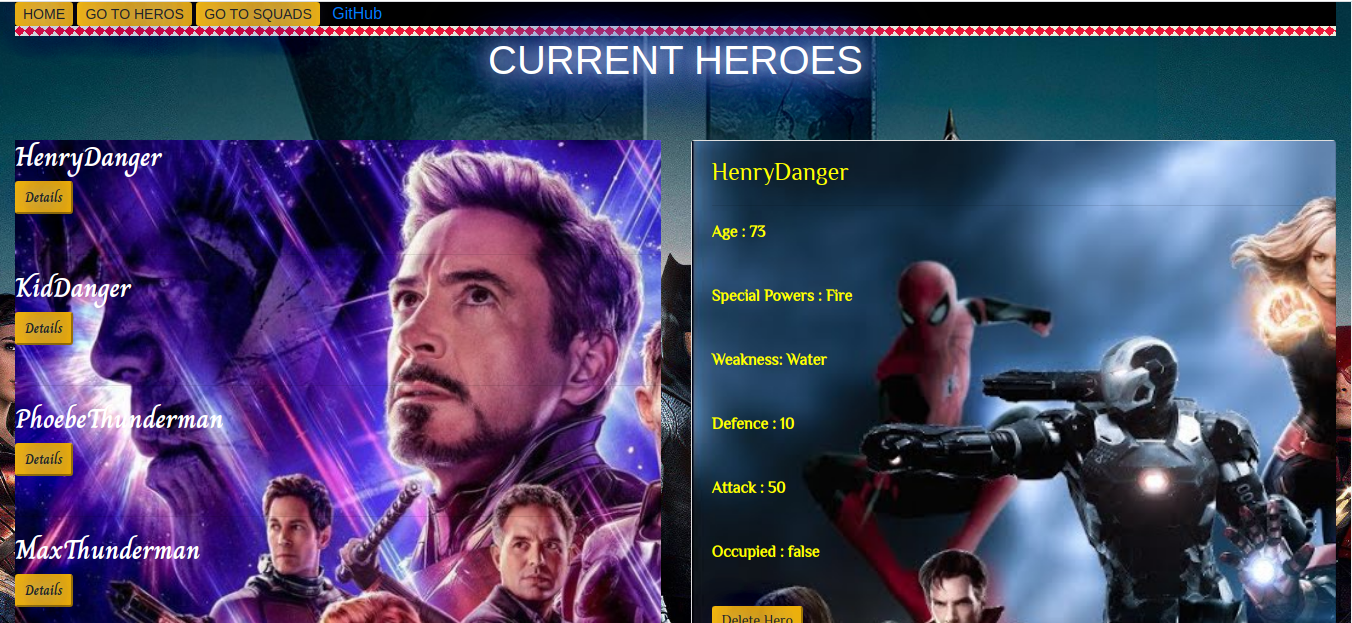 HOME GO TO HEROS GO TO SQUADS GitHub
CURRENT HEROES
HenryDanger
Details
KidDanger
Details
PhoebeThunderman
Details
MaxThunderman
Details
HenryDanger
Age : 73
Special Powers : Fire
Weakness: Water
Defence : 10
Attack : 50
Occupied : false
Delete Hero